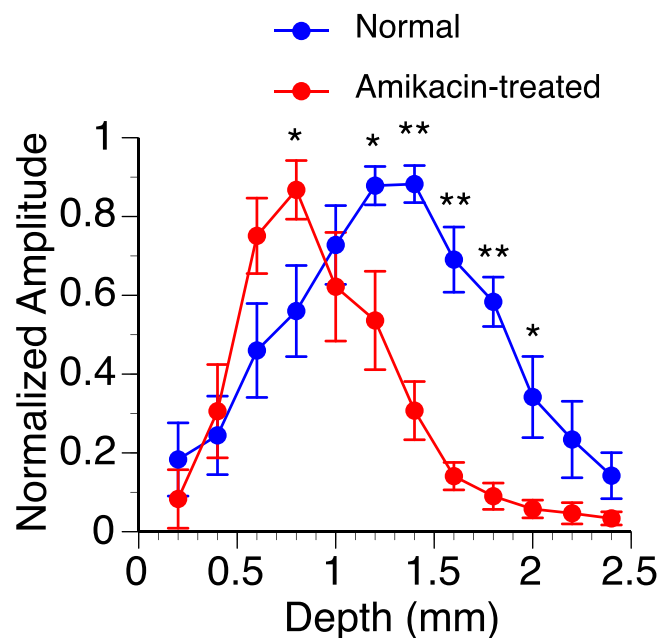 Normal
Amikacin-treated
* * **
**
**
*
Normalized Amplitude
1
0.8
0.6
0.4
0.2
0
0 0.5 1 1.5 2 2.5
Depth (mm)